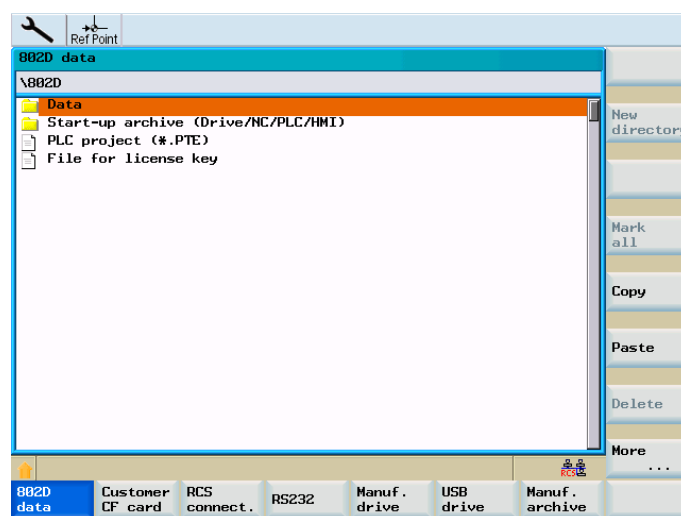 Ref Point
802D data
\802D
Data
Start-up archive (Drive/NC/PLC/HMI)
PLC project (*.PTE)
File for license key
New
director
Mark
all
Copy
Paste
Delete
More
...
RCS
802D
data
Customer
CF card
RCS
connect.
RS232
Manuf.
drive
USB
drive
Manuf.
archive